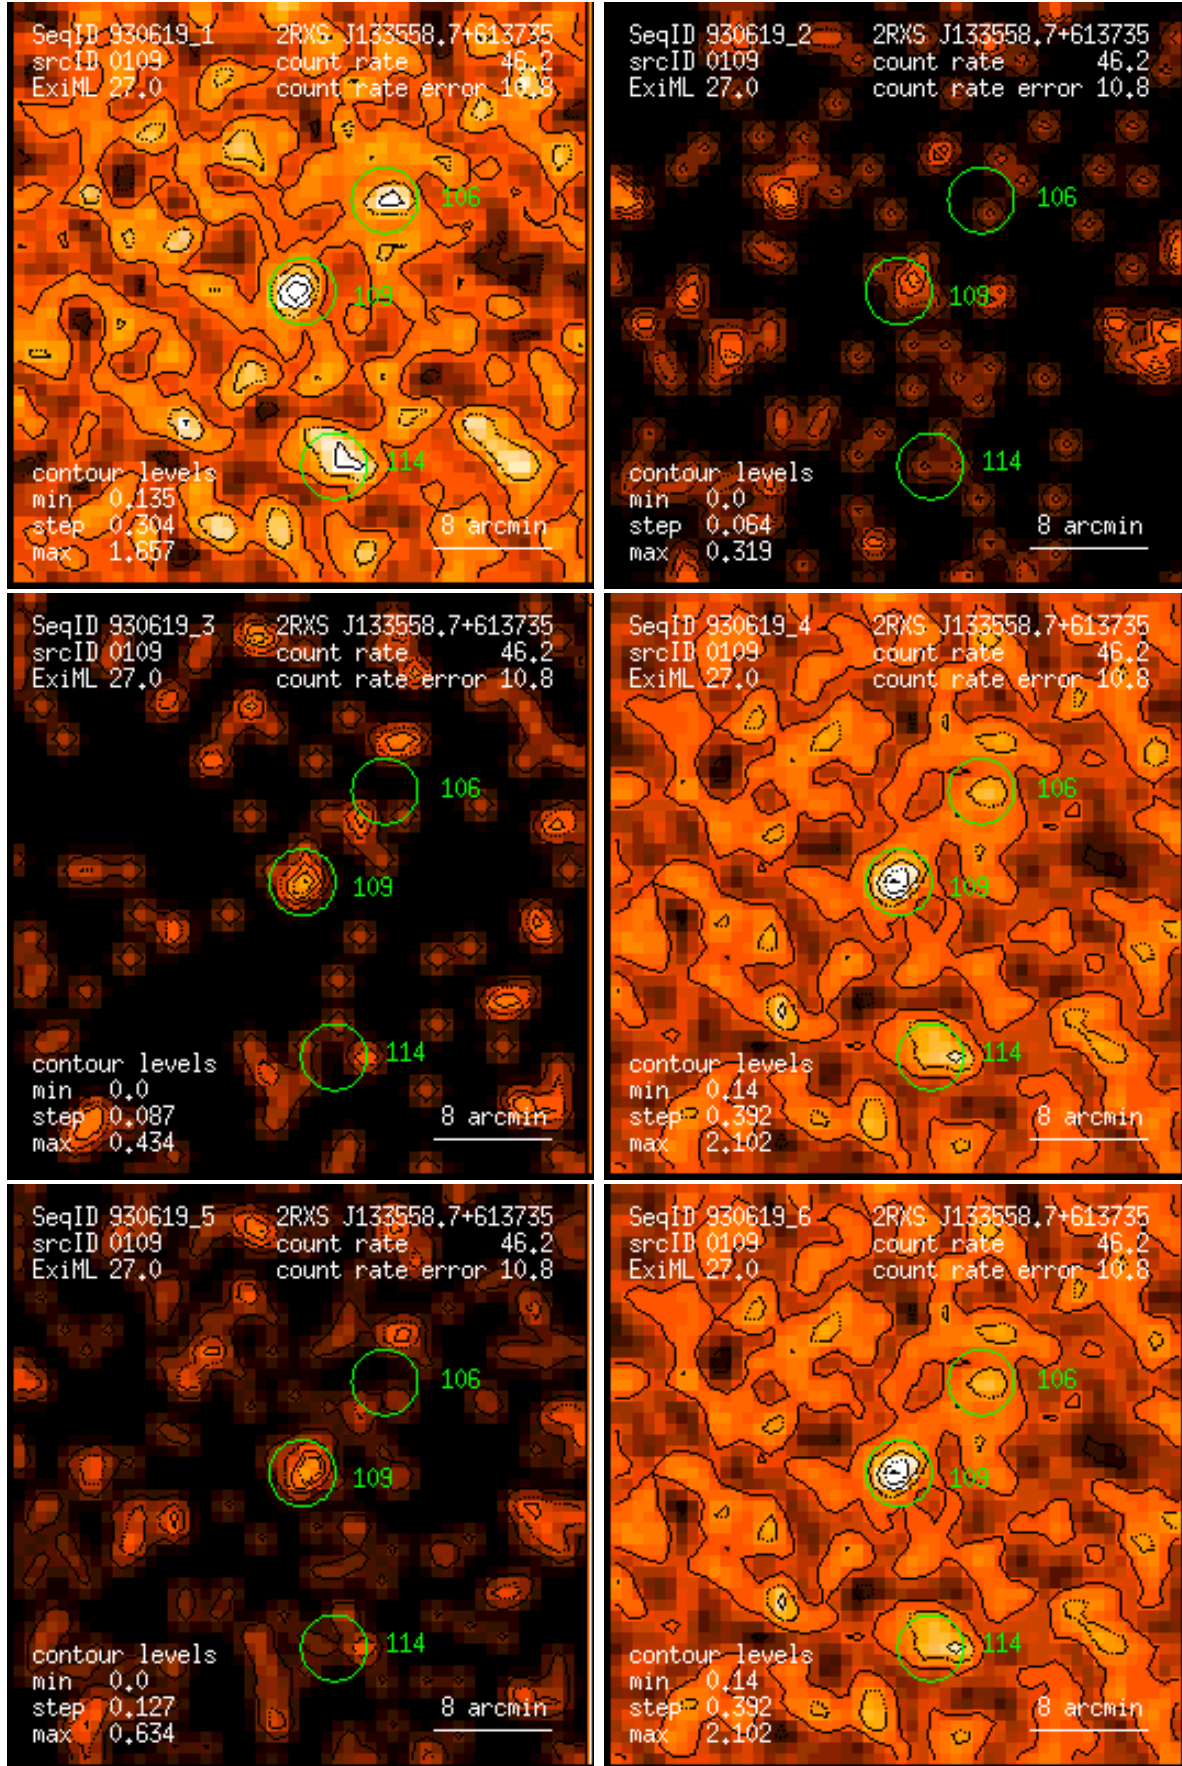 SeqID 930619_1 2RXS J133558.7+613735
srcID 0109 count rate 46.2
ExiML 27.0 count rate error 10.8
106
109
114
contour levels
min 0.135
step 0.304 8 arcmin
max 1.657
SeqID 930619_2 2RXS J133558.7+613735
srcID 0109 count rate 46.2
ExiML 27.0 count rate error 10.8
106
109
114
contour levels
min 0.0
step 0.064 8 arcmin
max 0.319
SeqID 930619_3 2RXS J133558.7+613735
srcID 0109 count rate 46.2
ExiML 27.0 count rate error 10.8
106
109
114
contour levels
min 0.0
step 0.087 8 arcmin
max 0.434
SeqID 930619_4 2RXS J133558.7+613735
srcID 0109 count rate 46.2
ExiML 27.0 count rate error 10.8
106
109
114
contour levels
min 0.14
step 0.392 8 arcmin
max 2.102
SeqID 930619_5 2RXS J133558.7+613735
srcID 0109 count rate 46.2
ExiML 27.0 count rate error 10.8
106
109
114
contour levels
min 0.0
step 0.127 8 arcmin
max 0.634
SeqID 930619_6 2RXS J133558.7+613735
srcID 0109 count rate 46.2
ExiML 27.0 count rate error 10.8
106
109
114
contour levels
min 0.14
step 0.392 8 arcmin
max 2.102